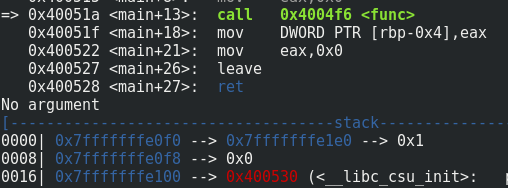 => 0x40051a <main+13>: call 0x4004f6 <func>
0x40051f <main+18>: mov DWORD PTR [rbp-0x4],eax
0x400522 <main+21>: mov eax,0x0
0x400527 <main+26>: leave
0x400528 <main+27>: ret
No argument
[------------------------------------stack---------------
0000| 0x7fffffffe0f0 --> 0x7fffffffe1e0 --> 0x1
0008| 0x7fffffffe0f8 --> 0x0
0016| 0x7fffffffe100 --> 0x400530 (<__libc_csu_init>: